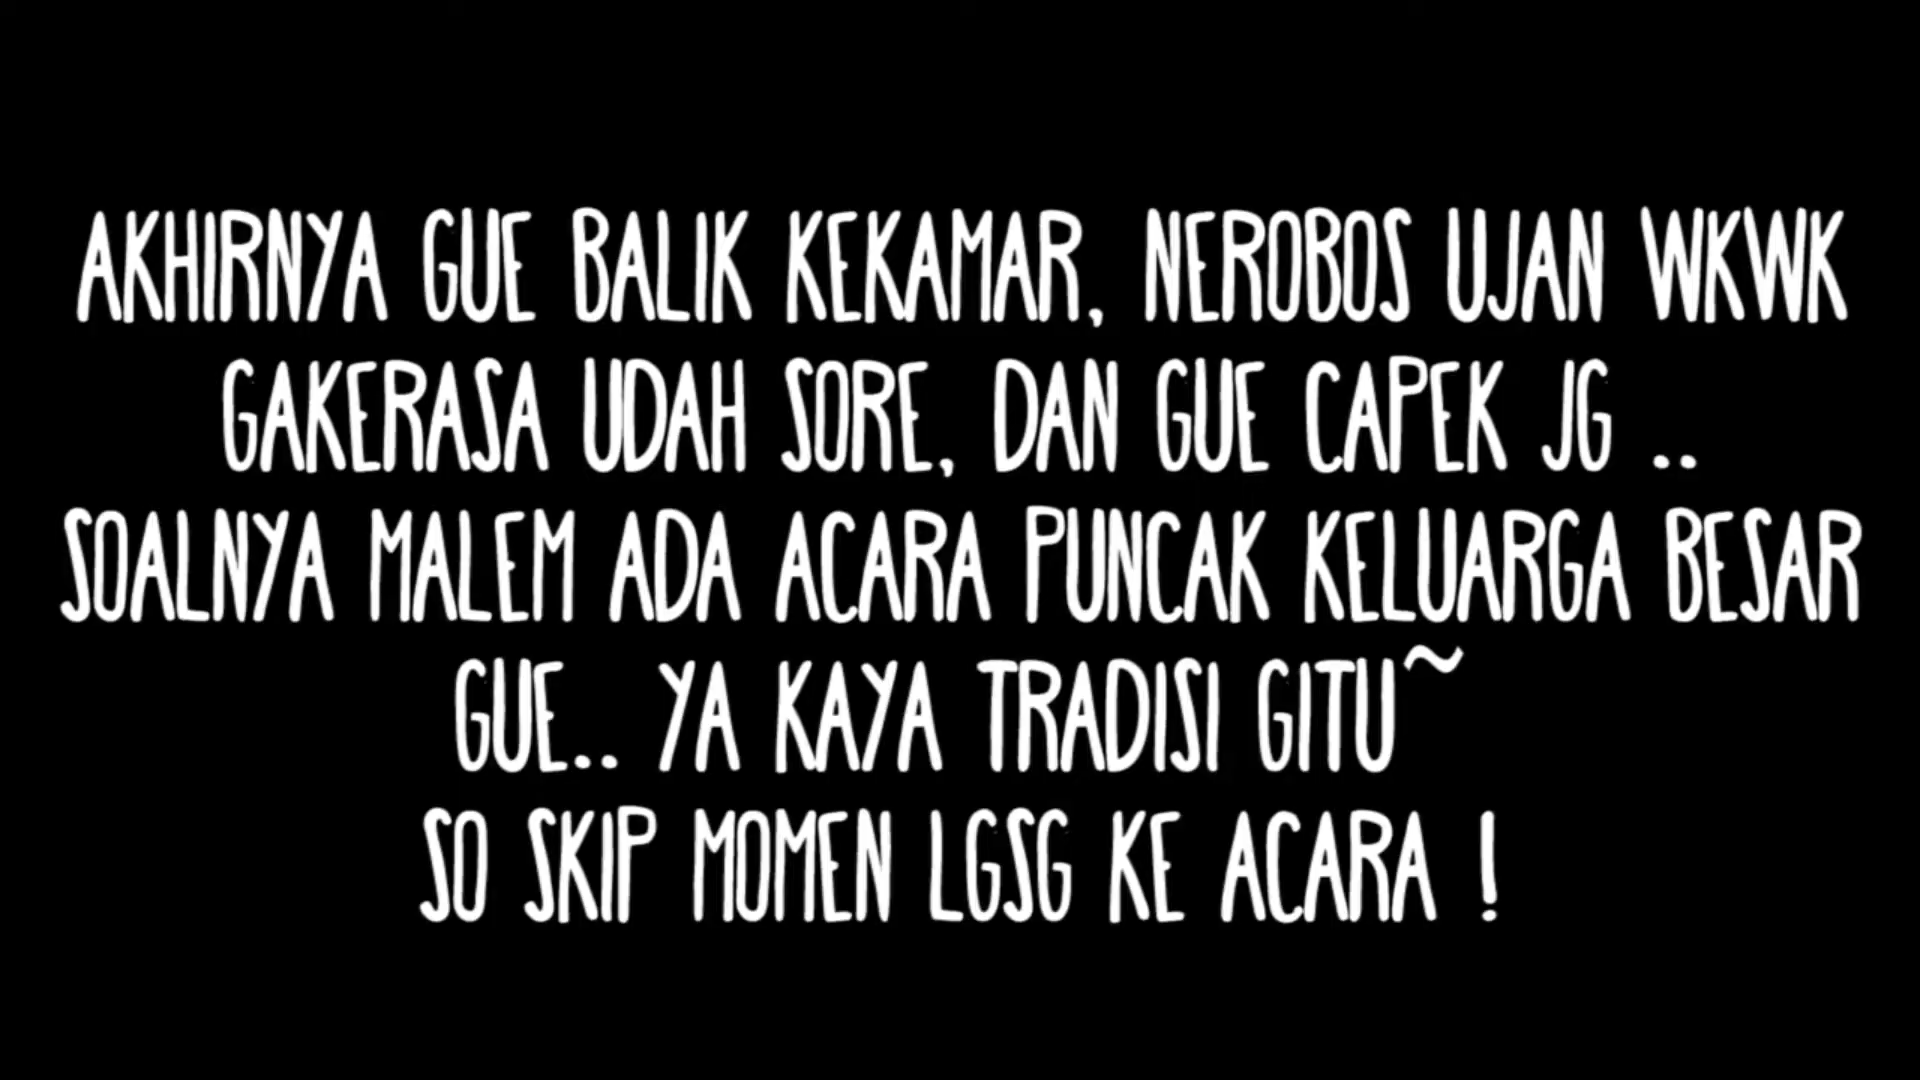 AKHIRNYA GUE BALIK KEKAMAR, NEROBOS UJAN WKWK
GAKERASA UDAH SORE, DAN GUE CAPEK JG ..
SOALNYA MALEM ADA ACARA PUNCAK KELUARGA BESAR
GUE.. YA KAYA TRADISI GITU~
SO SKIP MOMEN LGSG KE ACARA !